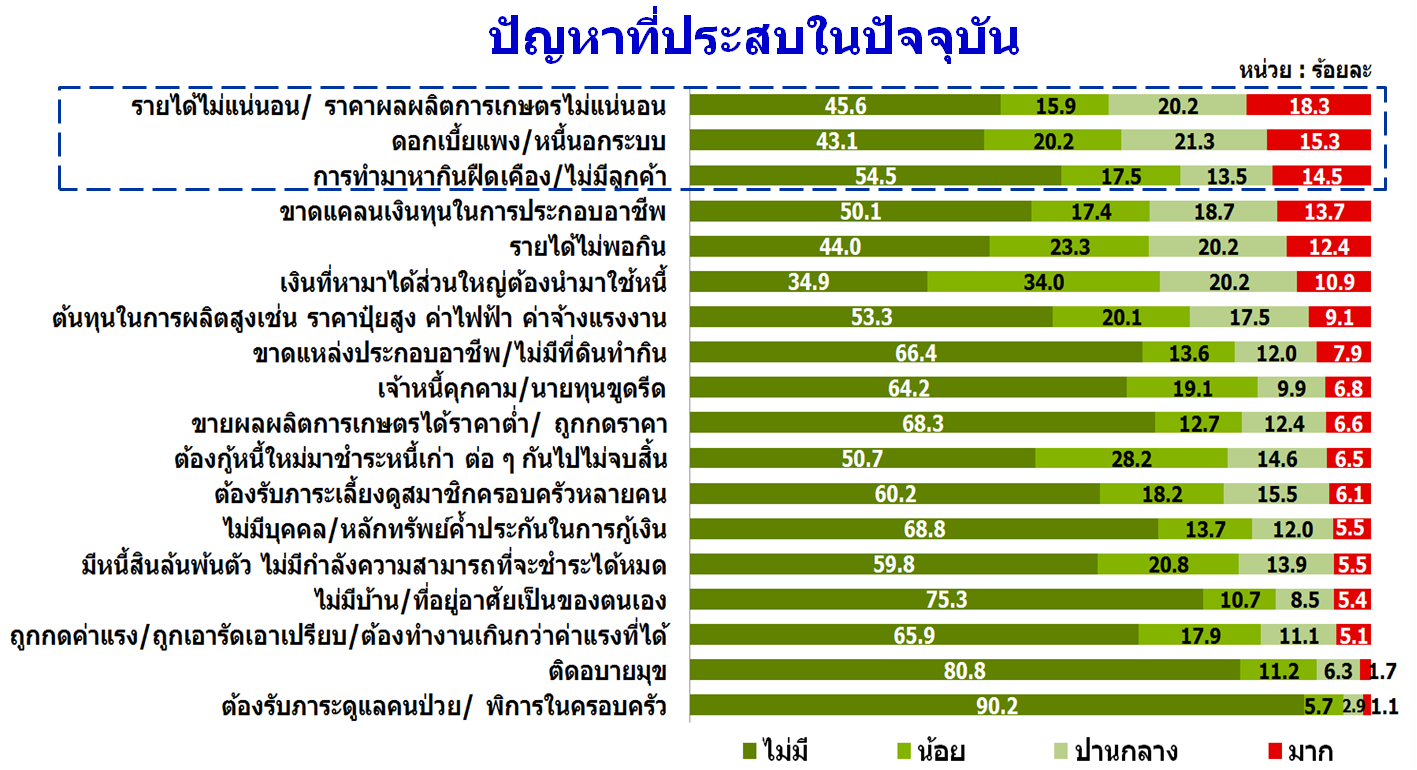 ปัญหาที่ประสบในปัจจุบัน
หน่วย : ร้อยละ
รายได้ไม่แน่นอน/ ราคาผลผลิตการเกษตรไม่แน่นอน 45.6 15.9 20.2 18.3
ดอกเบี้ยแพง/หนี้นอกระบบ 43.1 20.2 21.3 15.3
การทำมาหากินฝืดเคือง/ไม่มีลูกค้า 54.5 17.5 13.5 14.5
ขาดแคลนเงินทุนในการประกอบอาชีพ 50.1 17.4 18.7 13.7
รายได้ไม่พอกิน 44.0 23.3 20.2 12.4
เงินที่หามาได้ส่วนใหญ่ต้องนำมาใช้หนี้ 34.9 34.0 20.2 10.9
ต้นทุนในการผลิตสูงเช่น ราคาปุ๋ยสูง ค่าไฟฟ้า ค่าจ้างแรงงาน 53.3 20.1 17.5 9.1
ขาดแหล่งประกอบอาชีพ/ไม่มีที่ดินทำกิน 66.4 13.6 12.0 7.9
เจ้าหนี้คุกคาม/นายทุนขูดรีด 64.2 19.1 9.9 6.8
ขายผลผลิตการเกษตรได้ราคาต่ำ/ ถูกกดราคา 68.3 12.7 12.4 6.6
ต้องกู้หนี้ใหม่มาชำระหนี้เก่า ต่อ ๆ กันไปไม่จบสิ้น 50.7 28.2 14.6 6.5
ต้องรับภาระเลี้ยงดูสมาชิกครอบครัวหลายคน 60.2 18.2 15.5 6.1
ไม่มีบุคคล/หลักทรัพย์ค้ำประกันในการกู้เงิน 68.8 13.7 12.0 5.5
มีหนี้สินล้นพ้นตัว ไม่มีกำลังความสามารถที่จะชำระได้หมด 59.8 20.8 13.9 5.5
ไม่มีบ้าน/ที่อยู่อาศัยเป็นของตนเอง 75.3 10.7 8.5 5.4
ถูกกดค่าแรง/ถูกเอารัดเอาเปรียบ/ต้องทำงานเกินกว่าค่าแรงที่ได้ 65.9 17.9 11.1 5.1
ติดอบายมุข 80.8 11.2 6.3 1.7
ต้องรับภาระดูแลคนป่วย/ พิการในครอบครัว 90.2 5.7 2.9 1.1
ไม่มี น้อย ปานกลาง มาก